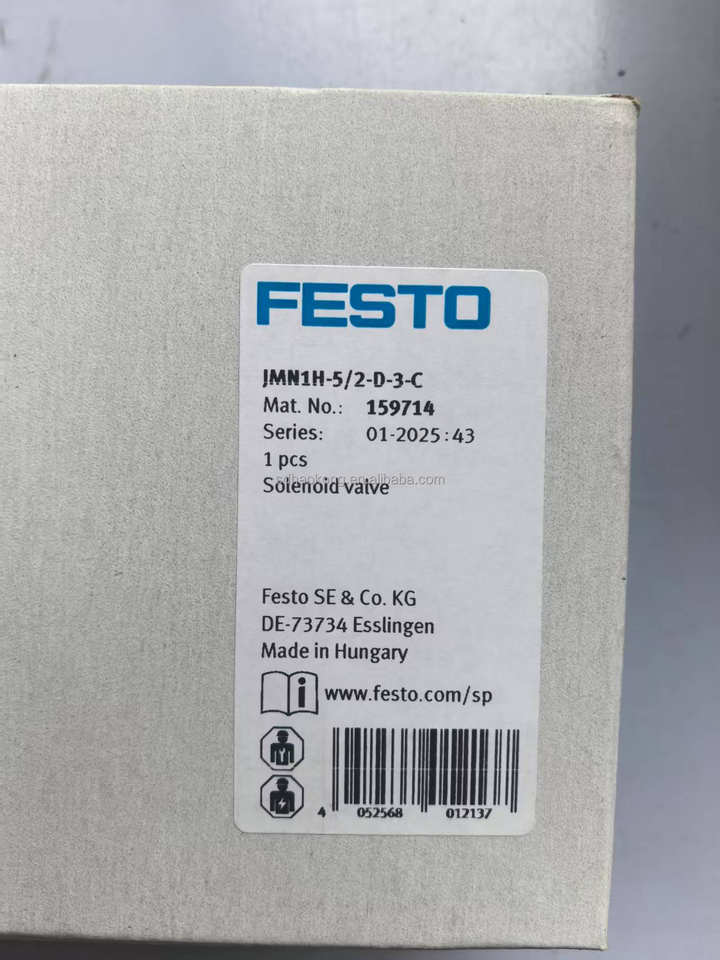 FESTO
JMN1H-5/2-D-3-C
Mat. No.: 159714
Series: 01-2025:43
1 pcs
Solenoid valve
Festo SE & Co. KG
DE-73734 Esslingen
Made in Hungary
i www.festo.com/sp
4 052568 012137